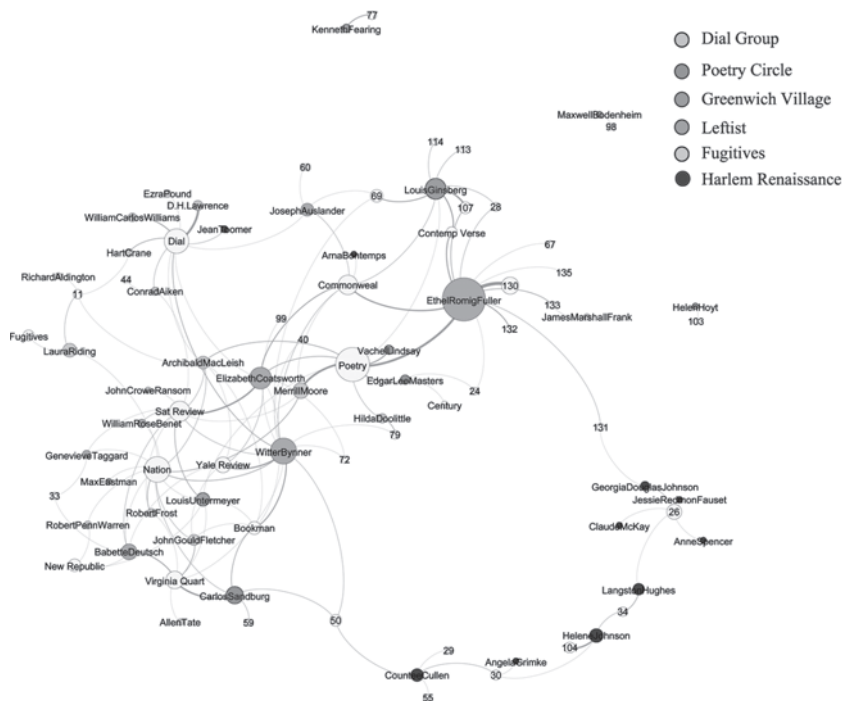 77
KennethFearing
Dial Group
Poetry Circle
Greenwich Village
Leftist
Fugitives
Harlem Renaissance
MaxwellBodenheim
98
114
113
60
LouisGinsberg
69
107
28
EzraPound
D.H.Lawrence
JosephAuslander
WilliamCarlosWilliams
JeanToomer
Dial
Contemp Verse
67
HartCrane
ArnaBontemps
Commonweal
135
RichardAldington
44
11
ConradAiken
130
EthelRomigFuller
133
HelenHoyt
103
JamesMarshallFrank
132
99
40
Fugitives
LauraRiding
VachelLindsay
ArchibaldMacLeish
Poetry
ElizabethCoatsworth
EdgarLeeMasters
MerrillMoore
24
JohnCroweRansom
Century
Sat Review
WilliamRoseBenet
HildaDoolittle
79
131
GenevieveTaggard
WitterBynner
72
Nation
Yale Review
MaxEastman
33
LouisUntermeyer
GeorgiaDouglasJohnson
JessieRedmonFauset
RobertFrost
26
RobertPennWarren
Bookman
ClaudeMcKay
JohnGouldFletcher
AnneSpencer
BabetteDeutsch
New Republic
Virginia Quart
LangstonHughes
CarlosSandburg
34
AllenTate
59
50
HeleneJohnson
104
29
AngelaGrimke
CounteeCullen
30
55